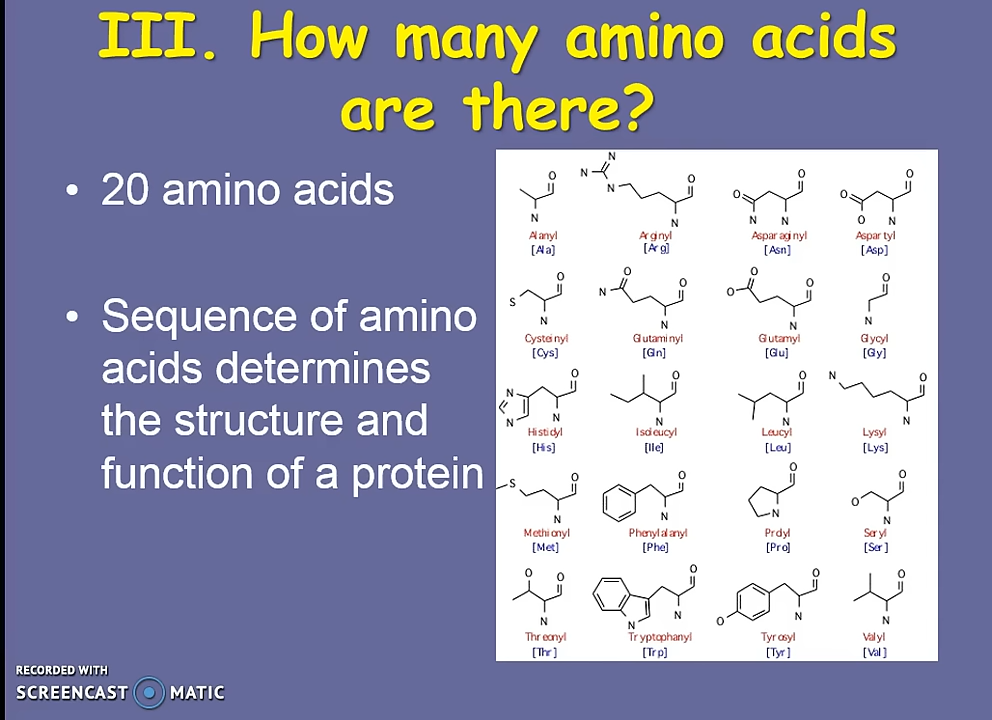 III. How many amino acids
are there?
• 20 amino acids
• Sequence of amino
acids determines
the structure and
function of a protein
Alanyl
[Ala]
Arginyl
[Arg]
Asparaginyl
[Asn]
Aspartyl
[Asp]
Cysteinyl
[Cys]
Glutaminyl
[Gln]
Glutamyl
[Glu]
Glycyl
[Gly]
Histidyl
[His]
Isoleucyl
[Ile]
Leucyl
[Leu]
Lysyl
[Lys]
Methionyl
[Met]
Phenylalanyl
[Phe]
Prolyl
[Pro]
Seryl
[Ser]
Threonyl
[Thr]
Tryptophanyl
[Trp]
Tyrosyl
[Tyr]
Valyl
[Val]
RECORDED WITH
SCREENCAST MATIC